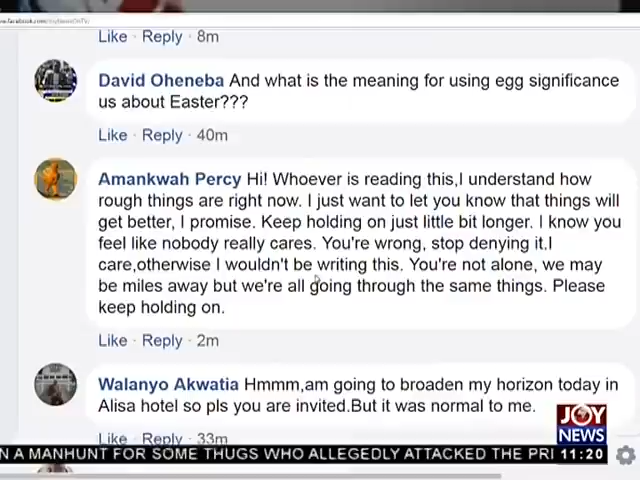 www.facebook.com/JoyNewsOnTV/
Like · Reply · 8m
David Oheneba And what is the meaning for using egg significance
us about Easter???
Like · Reply · 40m
Amankwah Percy Hi! Whoever is reading this,I understand how
rough things are right now. I just want to let you know that things will
get better, I promise. Keep holding on just little bit longer. I know you
feel like nobody really cares. You're wrong, stop denying it.I
care,otherwise I wouldn't be writing this. You're not alone, we may
be miles away but we're all going through the same things. Please
keep holding on.
Like · Reply · 2m
Walanyo Akwatia Hmmm,am going to broaden my horizon today in
Alisa hotel so pls you are invited.But it was normal to me.
Like · Reply · 33m
JOY
NEWS
N A MANHUNT FOR SOME THUGS WHO ALLEGEDLY ATTACKED THE PRI
11:20